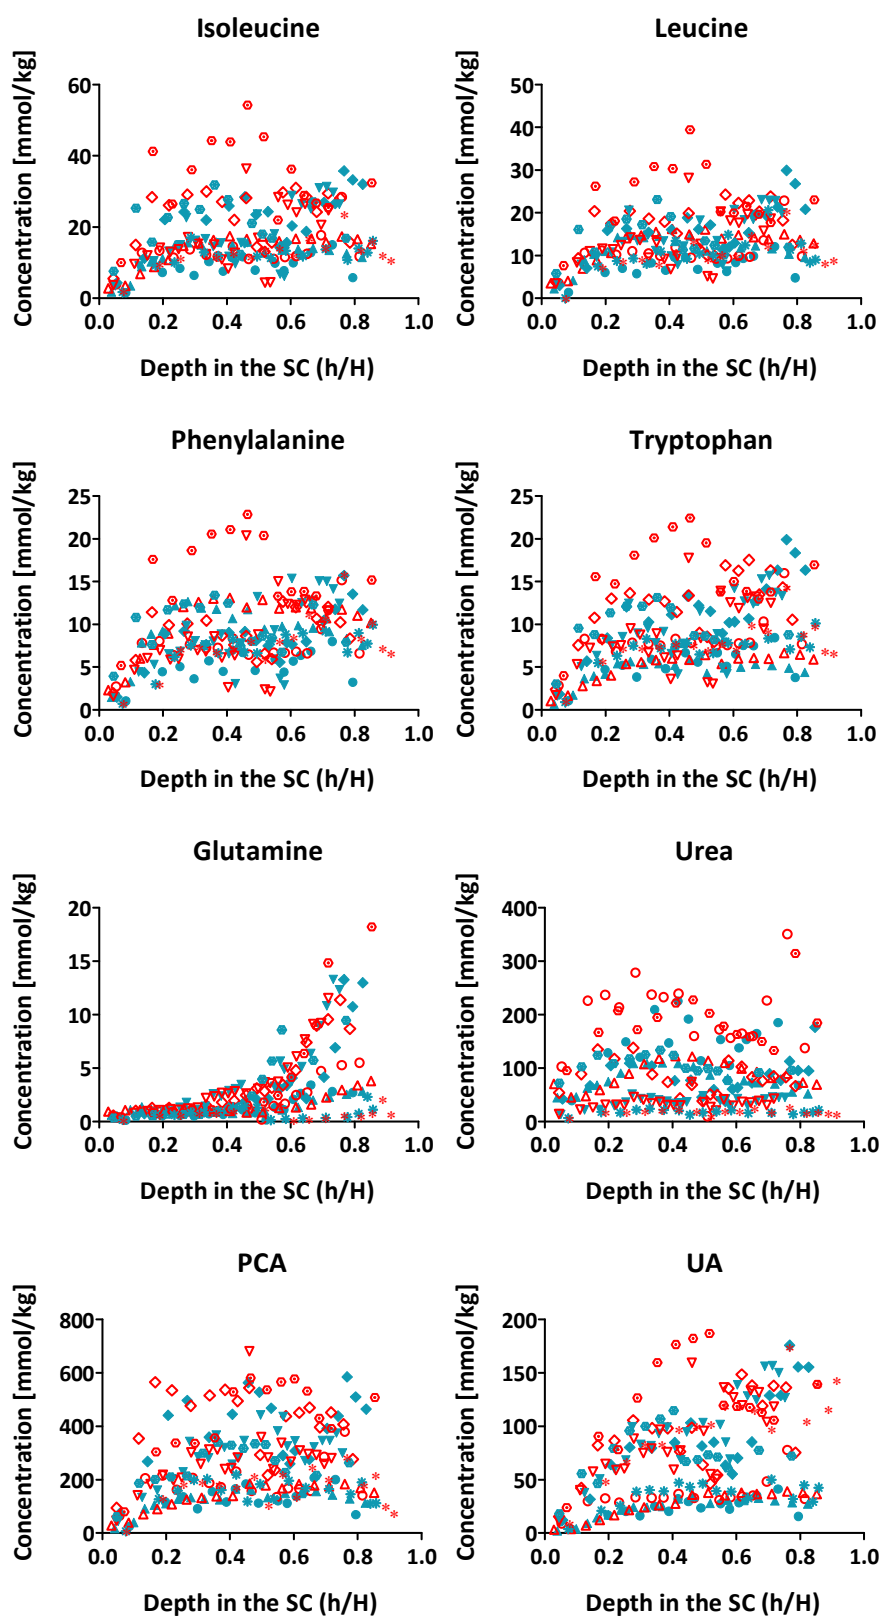 Isoleucine
Concentration [mmol/kg]
60
40
20
0
0.0 0.2 0.4 0.6 0.8 1.0
Depth in the SC (h/H)
Leucine
Concentration [mmol/kg]
50
40
30
20
10
0
0.0 0.2 0.4 0.6 0.8 1.0
Depth in the SC (h/H)
Phenylalanine
Concentration [mmol/kg]
25
20
15
10
5
0
0.0 0.2 0.4 0.6 0.8 1.0
Depth in the SC (h/H)
Tryptophan
Concentration [mmol/kg]
25
20
15
10
5
0
0.0 0.2 0.4 0.6 0.8 1.0
Depth in the SC (h/H)
Glutamine
Concentration [mmol/kg]
20
15
10
5
0
0.0 0.2 0.4 0.6 0.8 1.0
Depth in the SC (h/H)
Urea
Concentration [mmol/kg]
400
300
200
100
0
0.0 0.2 0.4 0.6 0.8 1.0
Depth in the SC (h/H)
PCA
Concentration [mmol/kg]
800
600
400
200
0
0.0 0.2 0.4 0.6 0.8 1.0
Depth in the SC (h/H)
UA
Concentration [mmol/kg]
200
150
100
50
0
0.0 0.2 0.4 0.6 0.8 1.0
Depth in the SC (h/H)